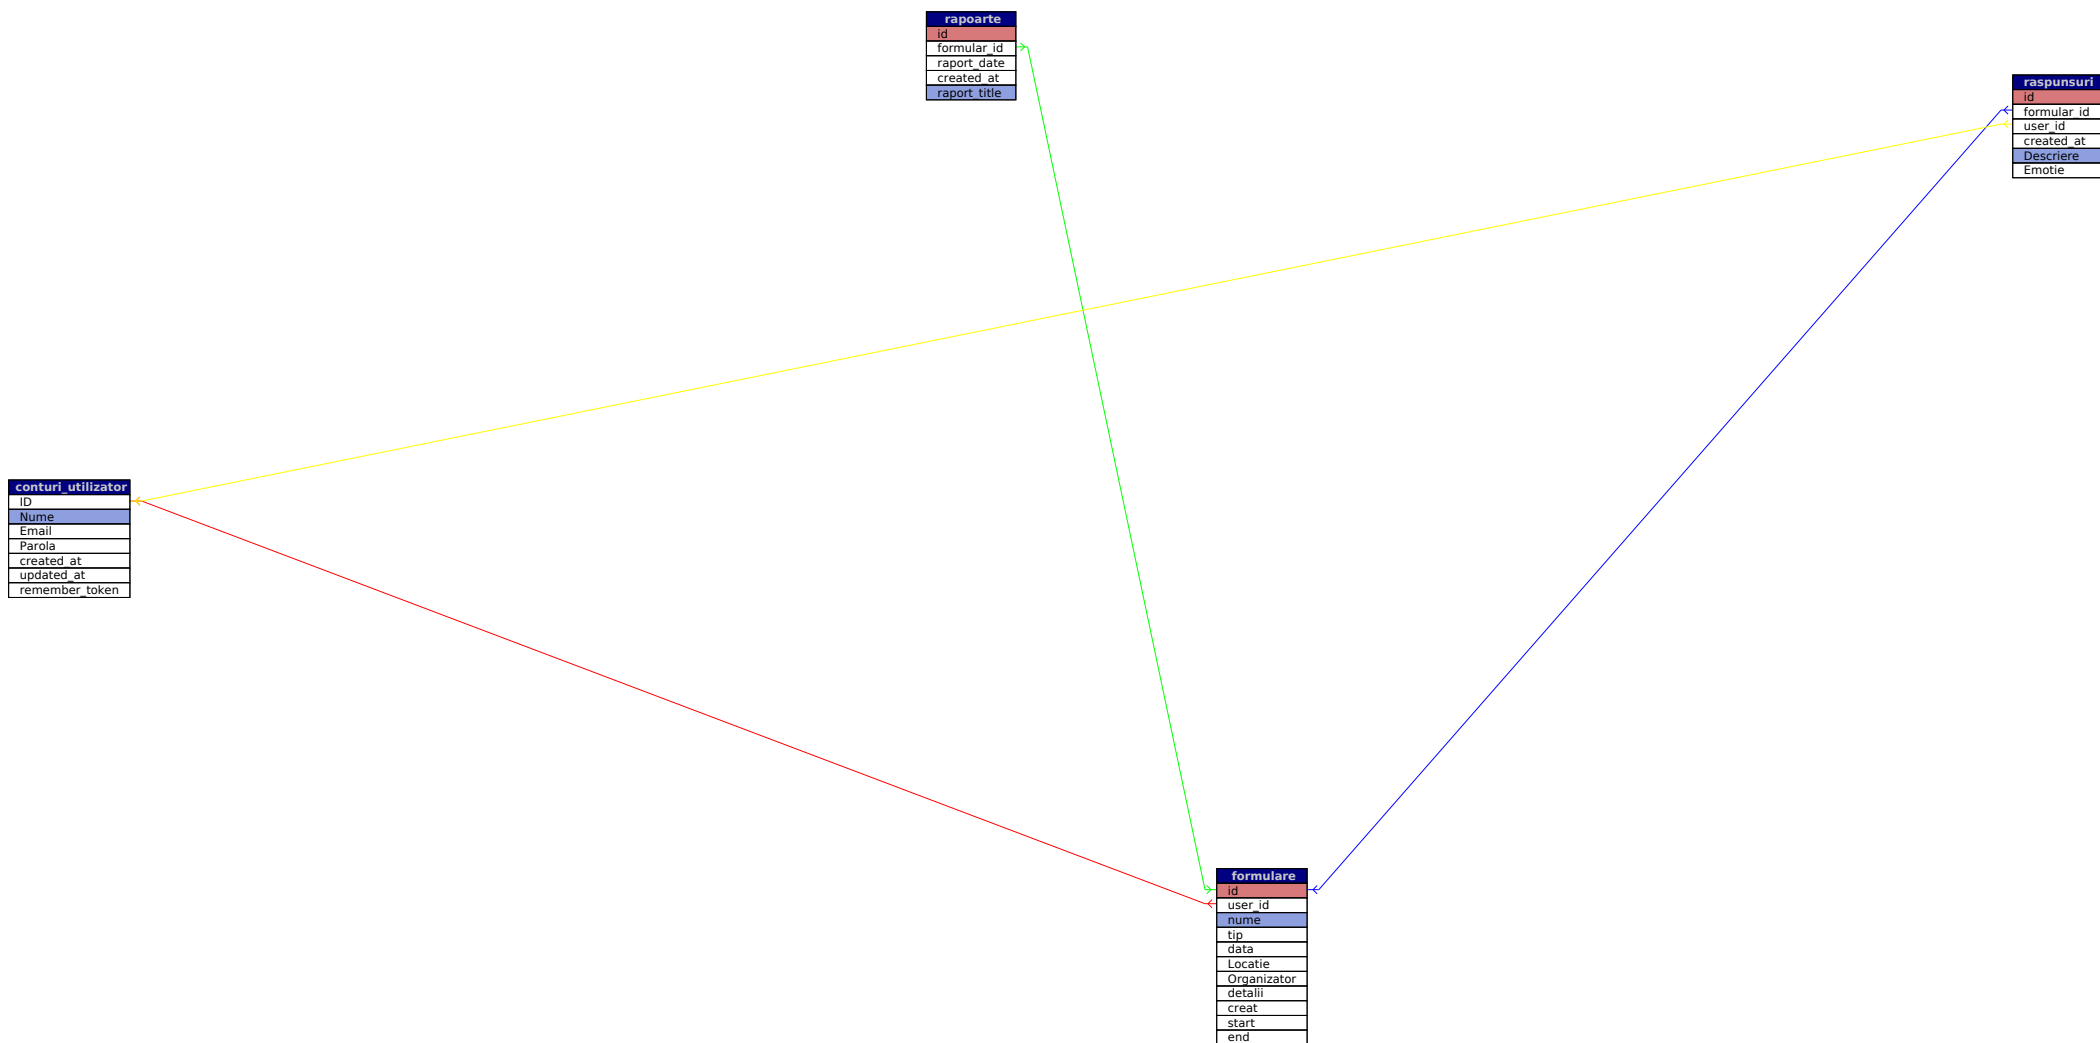 rapoarte
id
formular_id
raport_date
created_at
raport_title
raspunsuri
id
formular_id
user_id
created_at
Descriere
Emotie
conturi_utilizator
ID
Nume
Email
Parola
created_at
updated_at
remember_token
formulare
id
user_id
nume
tip
data
Locatie
Organizator
detalii
creat
start
end